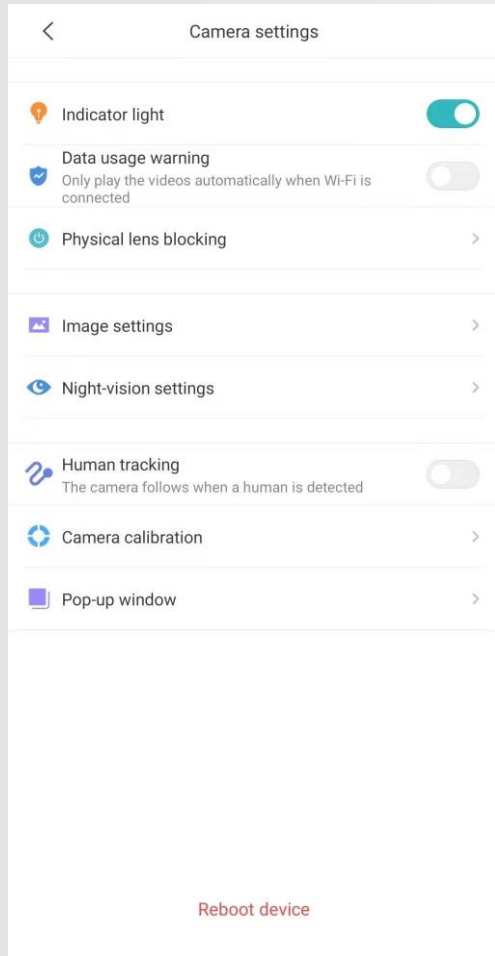 Camera settings
Indicator light
Data usage warning
Only play the videos automatically when Wi-Fi is
connected
Physical lens blocking
Image settings
Night-vision settings
Human tracking
The camera follows when a human is detected
Camera calibration
Pop-up window
Reboot device